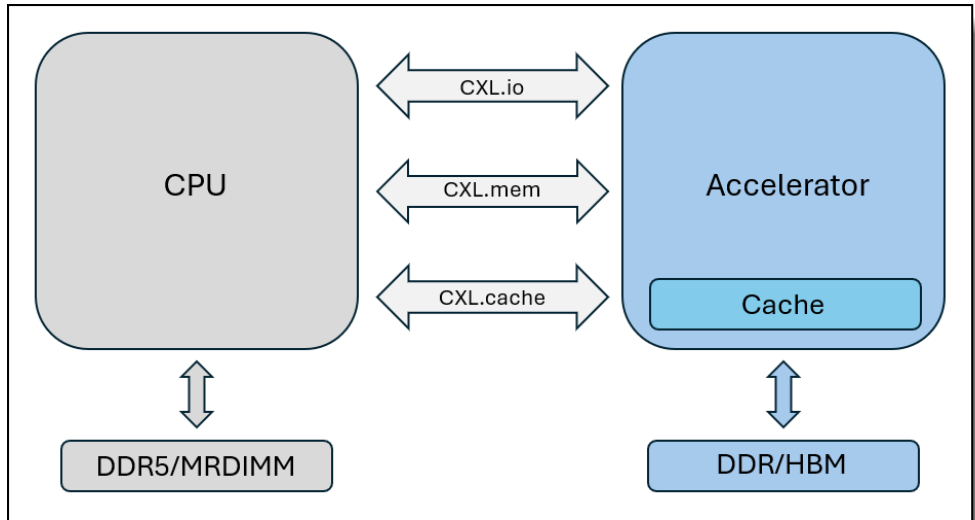 CPU
CXL.io
CXL.mem
CXL.cache
Accelerator
Cache
DDR5/MRDIMM
DDR/HBM